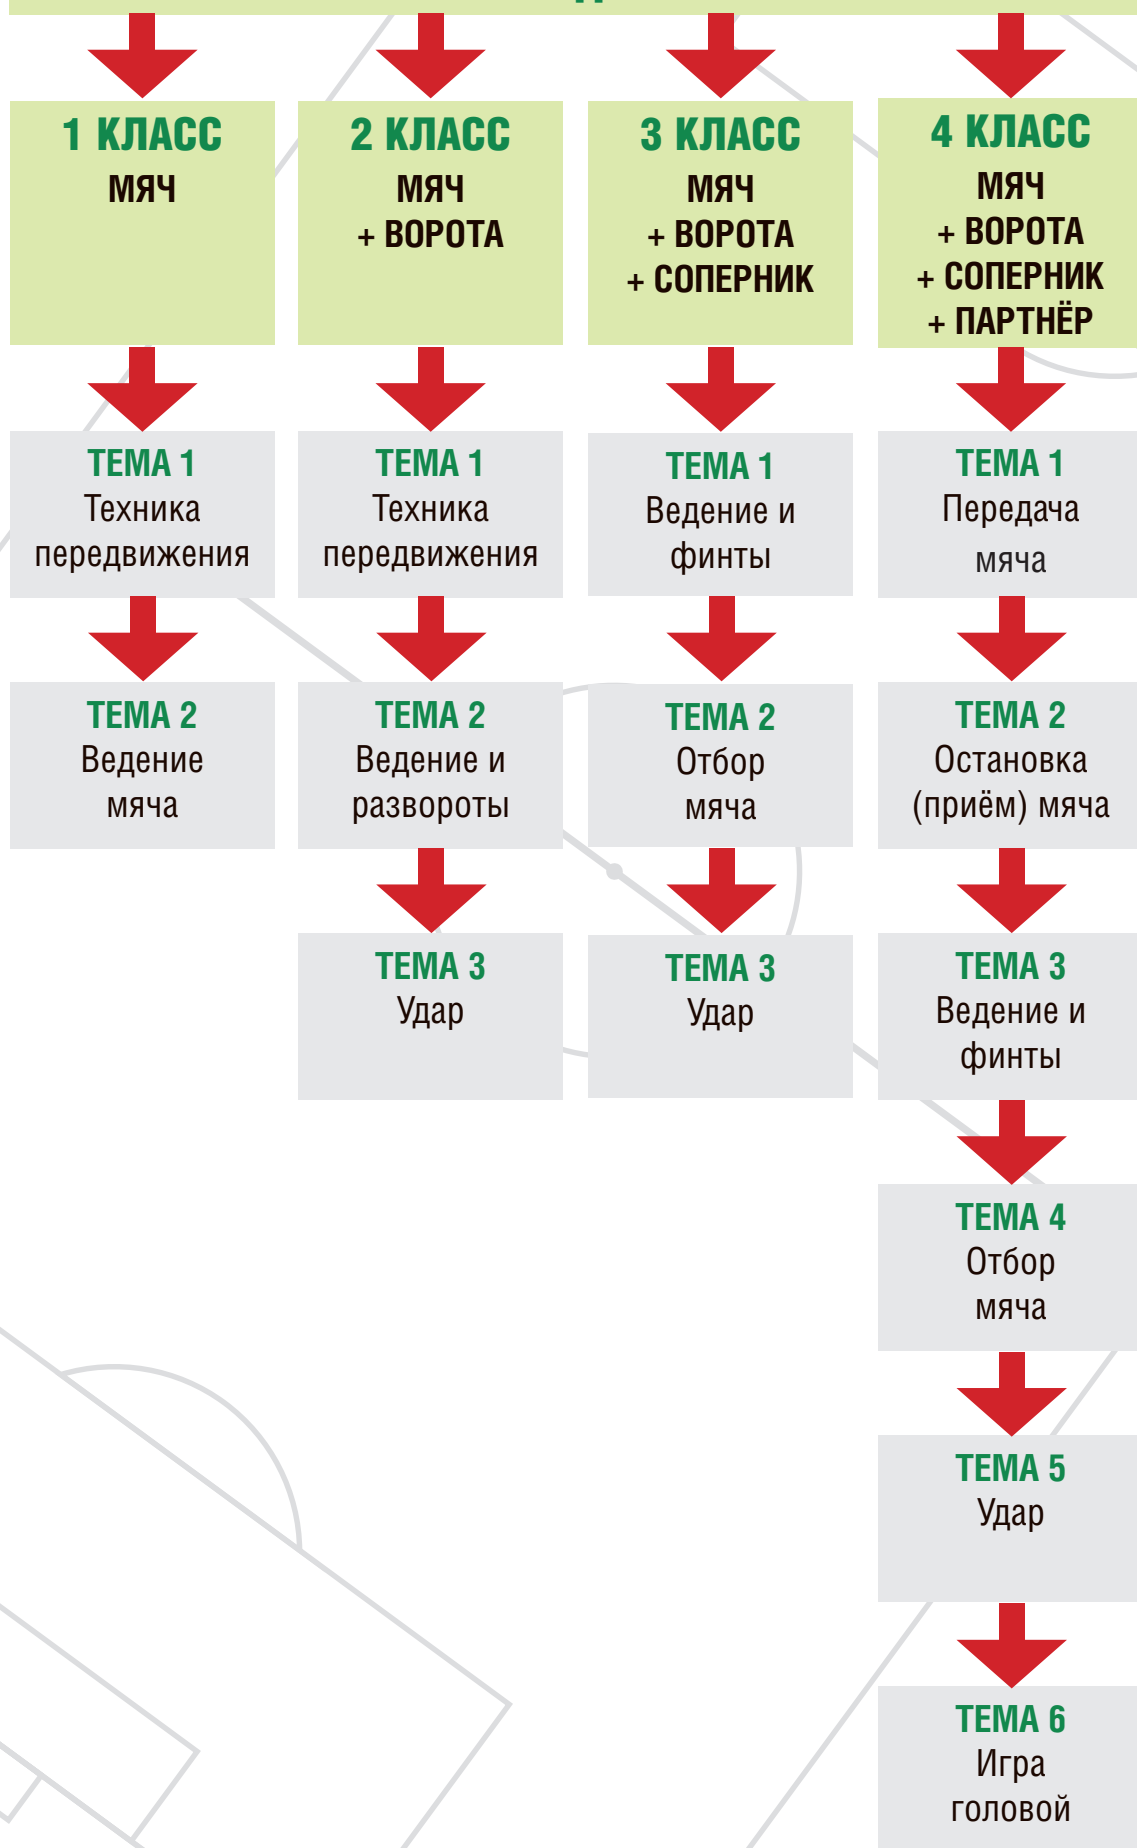 1 КЛАСС
МЯЧ
2 КЛАСС
МЯЧ
+ ВОРОТА
3 КЛАСС
МЯЧ
+ ВОРОТА
+ СОПЕРНИК
4 КЛАСС
МЯЧ
+ ВОРОТА
+ СОПЕРНИК
+ ПАРТНЁР
ТЕМА 1
Техника
передвижения
ТЕМА 1
Техника
передвижения
ТЕМА 1
Ведение и
финты
ТЕМА 1
Передача
мяча
ТЕМА 2
Ведение
мяча
ТЕМА 2
Ведение и
развороты
ТЕМА 2
Отбор
мяча
ТЕМА 2
Остановка
(приём) мяча
ТЕМА 3
Удар
ТЕМА 3
Удар
ТЕМА 3
Ведение и
финты
ТЕМА 4
Отбор
мяча
ТЕМА 5
Удар
ТЕМА 6
Игра
головой